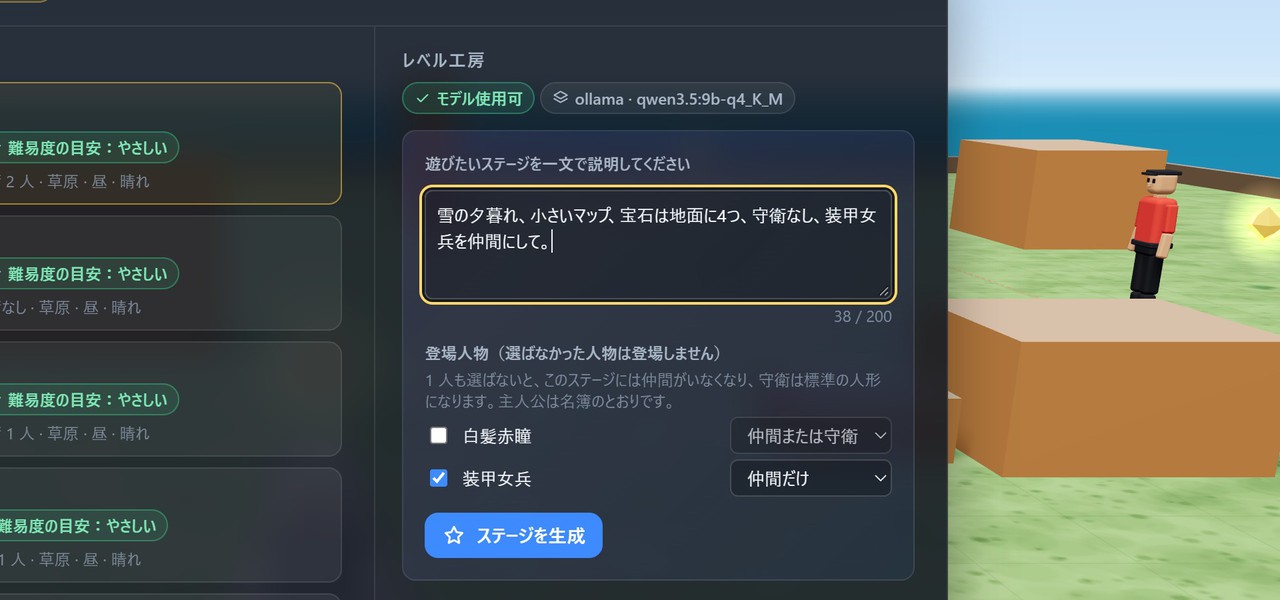 難易度の目安：やさしい
2 人 · 草原 · 昼 · 晴れ
難易度の目安：やさしい
なし · 草原 · 昼 · 晴れ
難易度の目安：やさしい
1 人 · 草原 · 昼 · 晴れ
難易度の目安：やさしい
1 人 · 草原 · 昼 · 晴れ
レベル工房
モデル使用可
ollama · qwen3.5:9b-q4_K_M
遊びたいステージを一文で説明してください
雪の夕暮れ、小さいマップ、宝石は地面に4つ、守衛なし、装甲女
兵を仲間にして。
38 / 200
登場人物（選ばなかった人物は登場しません）
1 人も選ばないと、このステージには仲間がいなくなり、守衛は標準の人形
になります。主人公は名簿のとおりです。
白髪赤瞳
仲間または守衛
装甲女兵
仲間だけ
ステージを生成